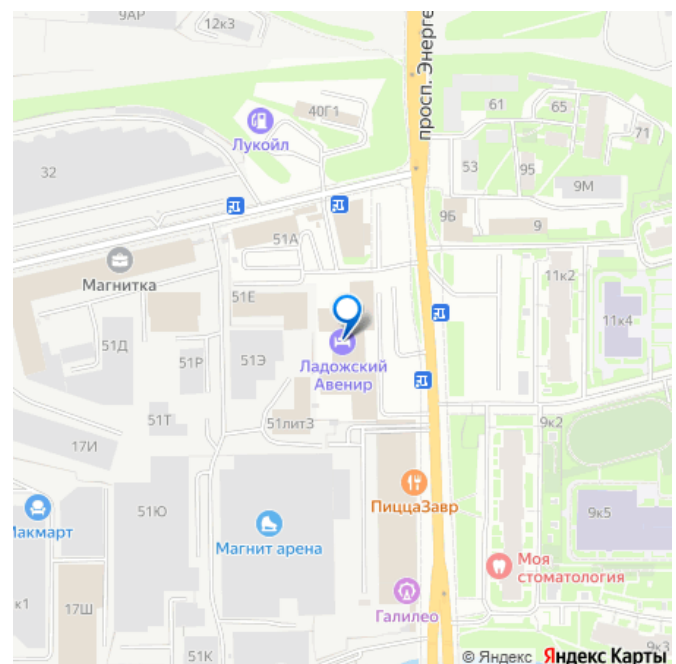 9АР
12к3
просп. Энерге
40Г1
Лукойл
61
65
71
53
95
9М
32
9Б
9
51А
Магнитка
11к2
51Е
11к4
51Д
51Р
51Э
Ладожский
Авенир
51Т
51лит3
9к2
17И
ПиццаЗавр
51Ю
9к5
Макмарт
Магнит арена
Моя
стоматология
к1
17Ш
Галилео
51К
9к3
© Яндекс Яндекс Карты